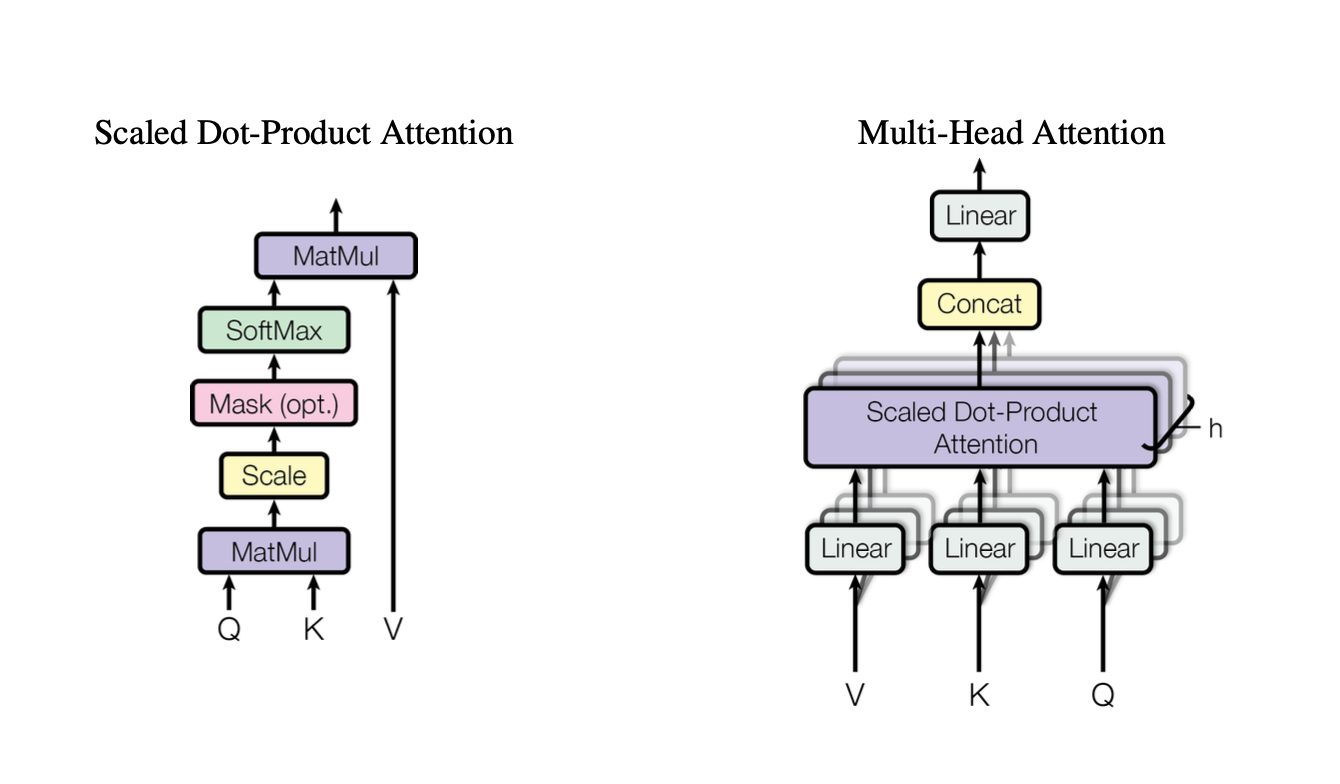 Scaled Dot-Product Attention
MatMul
SoftMax
Mask (opt.)
Scale
MatMul
Q K V
Multi-Head Attention
Linear
Concat
Scaled Dot-Product
Attention
h
Linear Linear Linear
V K Q